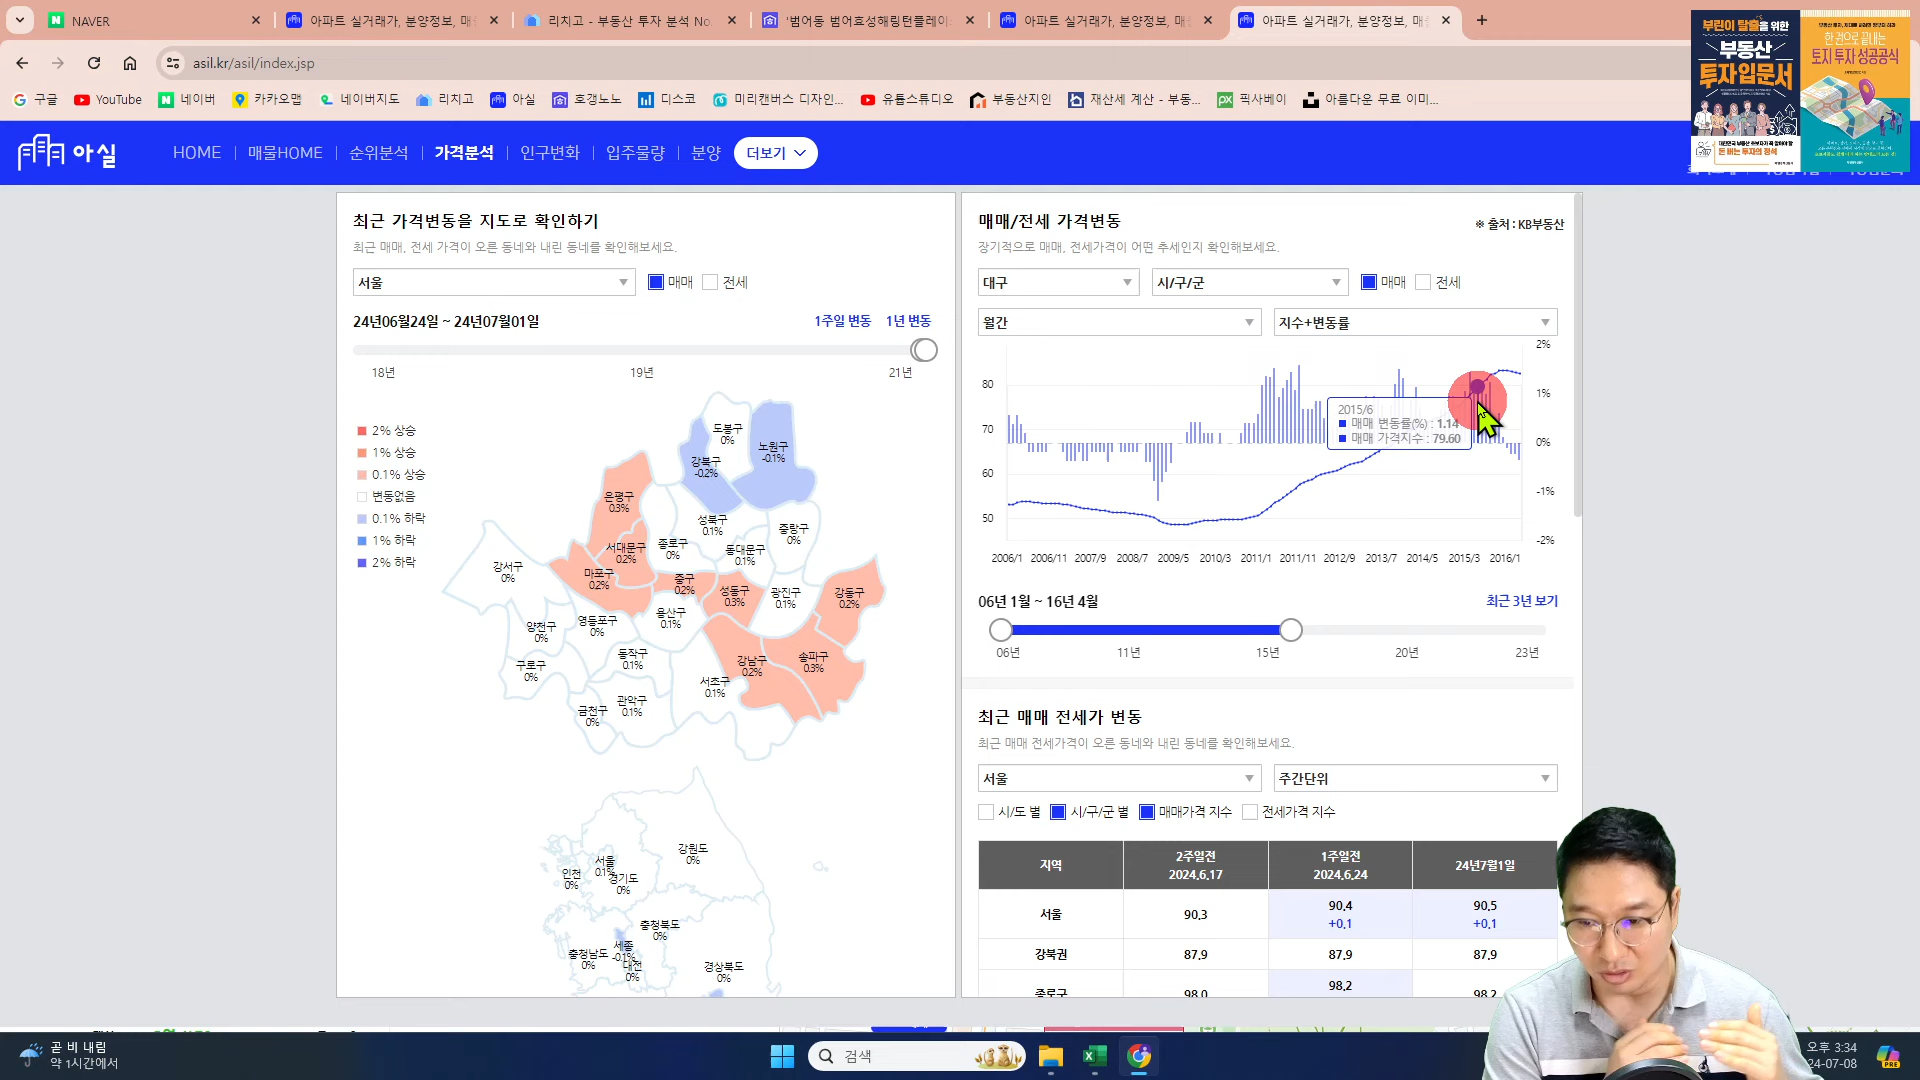 NAVER
아파트 실거래가, 분양정보, 매
리치고 - 부동산 투자 분석 No
'범어동 범어효성해링턴플레이
아파트 실거래가, 분양정보, 매
아파트 실거래가, 분양정보, 매
asil.kr/asil/index.jsp
구글
YouTube
네이버
카카오맵
네이버지도
리치고
아실
호갱노노
디스코
미리캔버스 디자인...
유튜브스튜디오
부동산지인
재산세 계산 - 부동...
픽사베이
아름다운 무료 이미...
부린이 탈출을 위한
부동산
투자입문서
돈 버는 투자의 정석
한 권으로 끝내는
토지 투자 성공공식
아실
HOME
매물HOME
순위분석
가격분석
인구변화
입주물량
분양
더보기
최근 가격변동을 지도로 확인하기
최근 매매, 전세 가격이 오른 동네와 내린 동네를 확인해보세요.
서울
매매
전세
24년06월24일 ~ 24년07월01일
1주일 변동
1년 변동
18년
19년
21년
2% 상승
1% 상승
0.1% 상승
변동없음
0.1% 하락
1% 하락
2% 하락
도봉구
0%
노원구
-0.1%
강북구
-0.2%
은평구
0.3%
성북구
0.1%
중랑구
0%
서대문구
0.2%
종로구
0%
동대문구
0.1%
강서구
0%
마포구
0.2%
중구
0.2%
성동구
0.3%
광진구
0.1%
강동구
0.2%
용산구
0.1%
양천구
0%
영등포구
0%
동작구
0.1%
강남구
0.2%
송파구
0.3%
구로구
0%
서초구
0.1%
관악구
0.1%
금천구
0%
강원도
0%
서울
0.1%
인천
0%
경기도
0%
충청북도
0%
세종
-0.1%
충청남도
0%
대전
0%
경상북도
0%
매매/전세 가격변동
※ 출처 : KB부동산
장기적으로 매매, 전세가격이 어떤 추세인지 확인해보세요.
대구
시/구/군
매매
전세
월간
지수+변동률
2%
1%
0%
-1%
-2%
80
70
60
50
2015/6
매매 변동률(%) : 1.14
매매 가격지수 : 79.60
2006/1 2006/11 2007/9 2008/7 2009/5 2010/3 2011/1 2011/11 2012/9 2013/7 2014/5 2015/3 2016/1
06년 1월 ~ 16년 4월
최근 3년 보기
06년
11년
15년
20년
23년
최근 매매 전세가 변동
최근 매매 전세가격이 오른 동네와 내린 동네를 확인해보세요.
서울
주간단위
시/도 별
시/구/군 별
매매가격 지수
전세가격 지수
지역
2주일전
2024.6.17
1주일전
2024.6.24
24년7월1일
서울
90.3
90.4
+0.1
90.5
+0.1
강북권
87.9
87.9
87.9
종로구
98.0
98.2
98.2
곧 비 내림
약 1시간에서
검색
오후 3:34
24-07-08